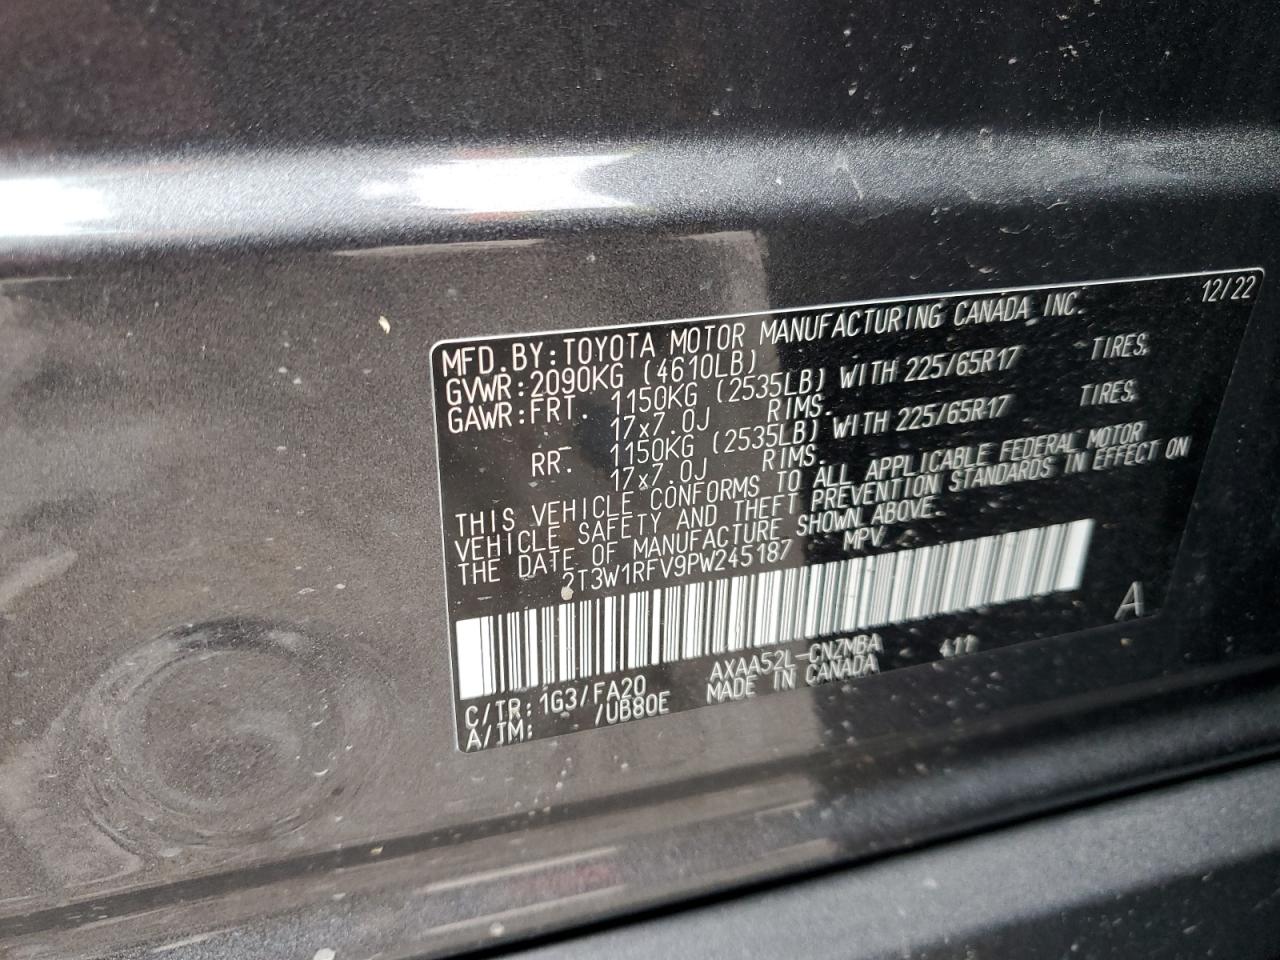 12/22
MFD.BY:TOYOTA MOTOR MANUFACTURING CANADA INC.
GVWR:2090KG (4610LB)
GAWR:FRT. 1150KG (2535LB) WITH 225/65R17 TIRES,
17x7.0J RIMS.
RR. 1150KG (2535LB) WITH 225/65R17 TIRES,
17x7.0J RIMS.
THIS VEHICLE CONFORMS TO ALL APPLICABLE FEDERAL MOTOR
VEHICLE SAFETY AND THEFT PREVENTION STANDARDS IN EFFECT ON
THE DATE OF MANUFACTURE SHOWN ABOVE.
2T3W1RFV9PW245187 MPV
A
C/TR:1G3/FA20 AXAA52L-CNZMBA 411
A/TM: /UB80E MADE IN CANADA